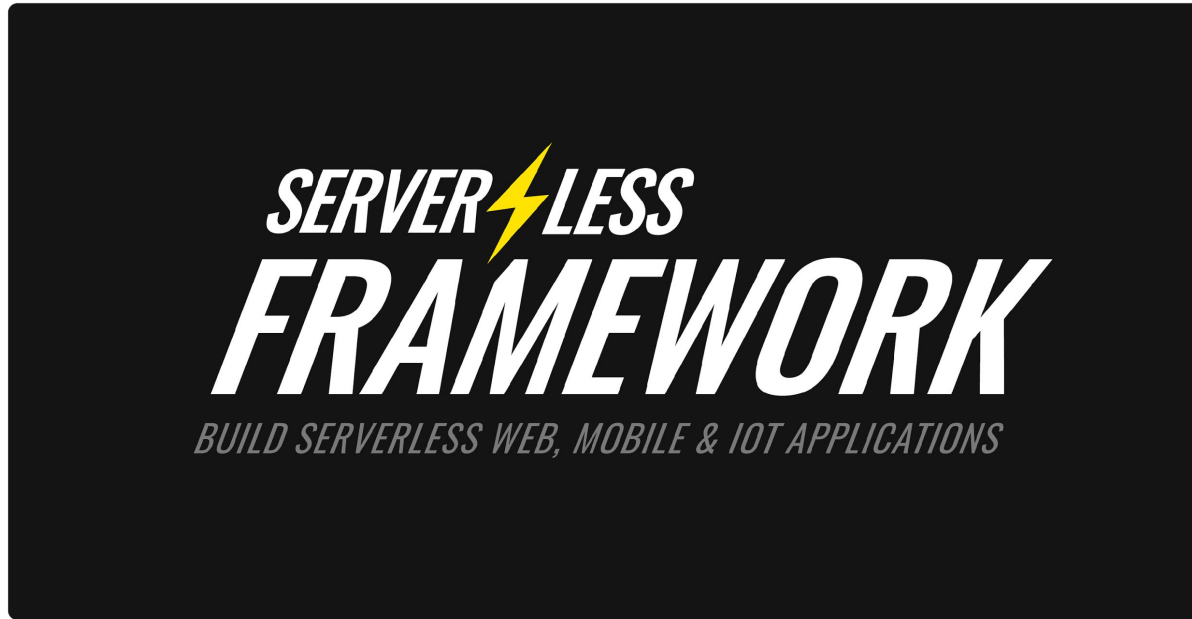 SERVERLESS
FRAMEWORK
BUILD SERVERLESS WEB, MOBILE & IOT APPLICATIONS